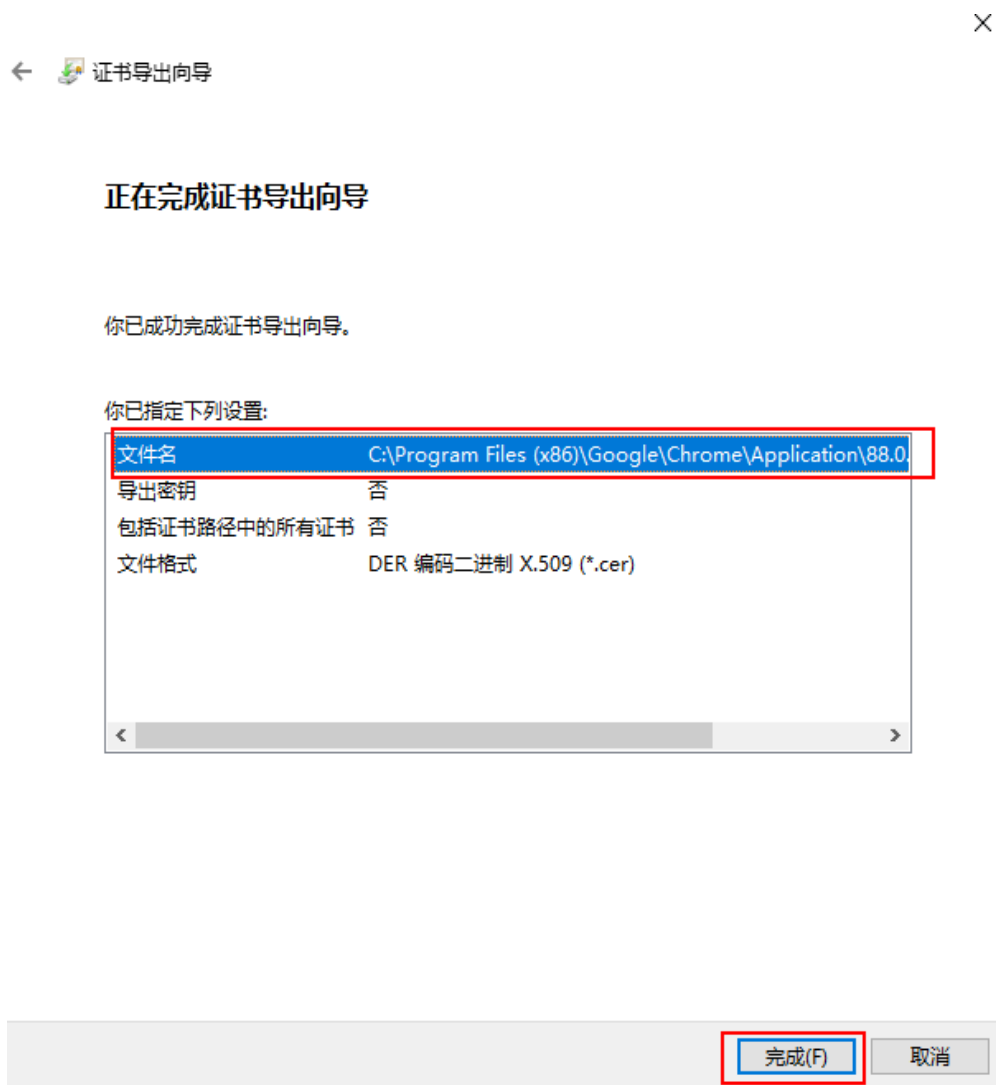 证书导出向导
正在完成证书导出向导
你已成功完成证书导出向导。
你已指定下列设置:
文件名 C:\Program Files (x86)\Google\Chrome\Application\88.0.
导出密钥 否
包括证书路径中的所有证书 否
文件格式 DER 编码二进制 X.509 (*.cer)
完成(F) 取消